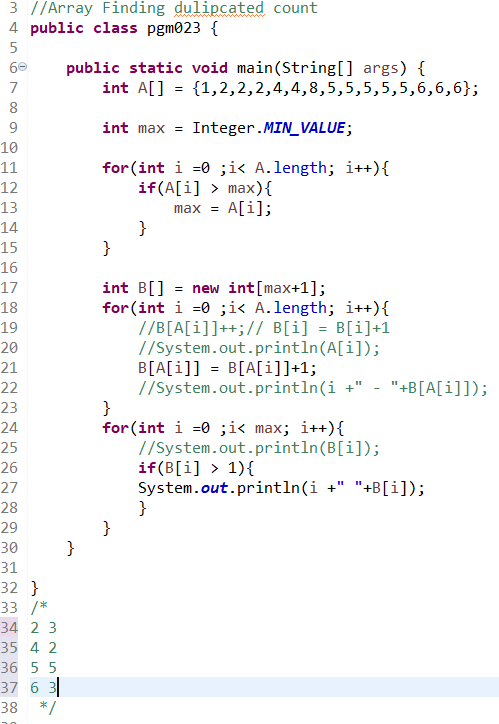 3 //Array Finding dulipcated count
4 public class pgm023 {
5
6 public static void main(String[] args) {
7 int A[] = {1,2,2,2,4,4,8,5,5,5,5,5,6,6,6};
8
9 int max = Integer.MIN_VALUE;
10
11 for(int i =0 ;i< A.length; i++){
12 if(A[i] > max){
13 max = A[i];
14 }
15 }
16
17 int B[] = new int[max+1];
18 for(int i =0 ;i< A.length; i++){
19 //B[A[i]]++;// B[i] = B[i]+1
20 //System.out.println(A[i]);
21 B[A[i]] = B[A[i]]+1;
22 //System.out.println(i +" - "+B[A[i]]);
23 }
24 for(int i =0 ;i< max; i++){
25 //System.out.println(B[i]);
26 if(B[i] > 1){
27 System.out.println(i +" "+B[i]);
28 }
29 }
30 }
31
32 }
33 /*
34 2 3
35 4 2
36 5 5
37 6 3
38 */